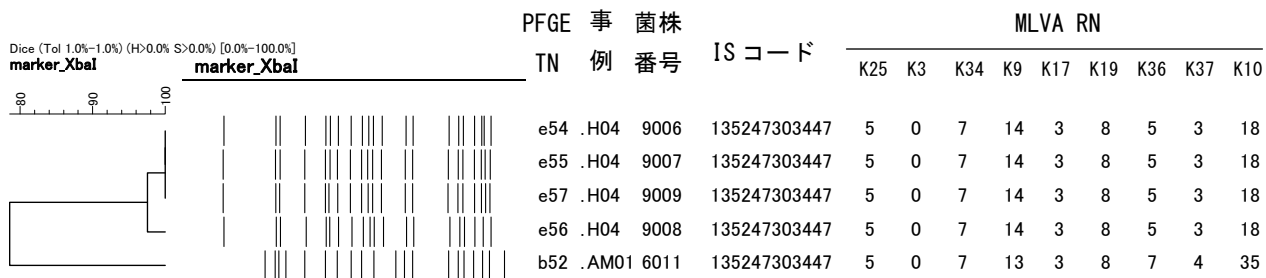 PFGE 事 菌株 MLVA RN
Dice (Tol 1.0%-1.0%) (H>0.0% S>0.0%) [0.0%-100.0%]
marker_XbaI marker_XbaI TN 例 番号 ISコード K25 K3 K34 K9 K17 K19 K36 K37 K10
80 90 100
e54 .H04 9006 135247303447 5 0 7 14 3 8 5 3 18
e55 .H04 9007 135247303447 5 0 7 14 3 8 5 3 18
e57 .H04 9009 135247303447 5 0 7 14 3 8 5 3 18
e56 .H04 9008 135247303447 5 0 7 14 3 8 5 3 18
b52 .AM01 6011 135247303447 5 0 7 13 3 8 7 4 35